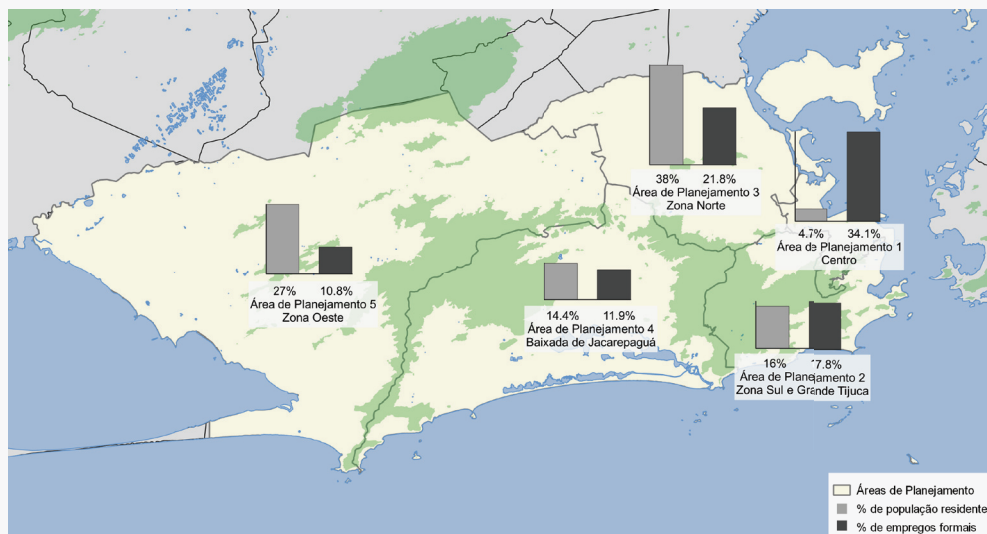 38% 21.8%
Área de Planejamento 3
Zona Norte
4.7% 34.1%
Área de Planejamento 1
Centro
27% 10.8%
Área de Planejamento 5
Zona Oeste
14.4% 11.9%
Área de Planejamento 4
Baixada de Jacarepaguá
16% 7.8%
Área de Planejamento 2
Zona Sul e Grande Tijuca
Áreas de Planejamento
% de população residente
% de empregos formais